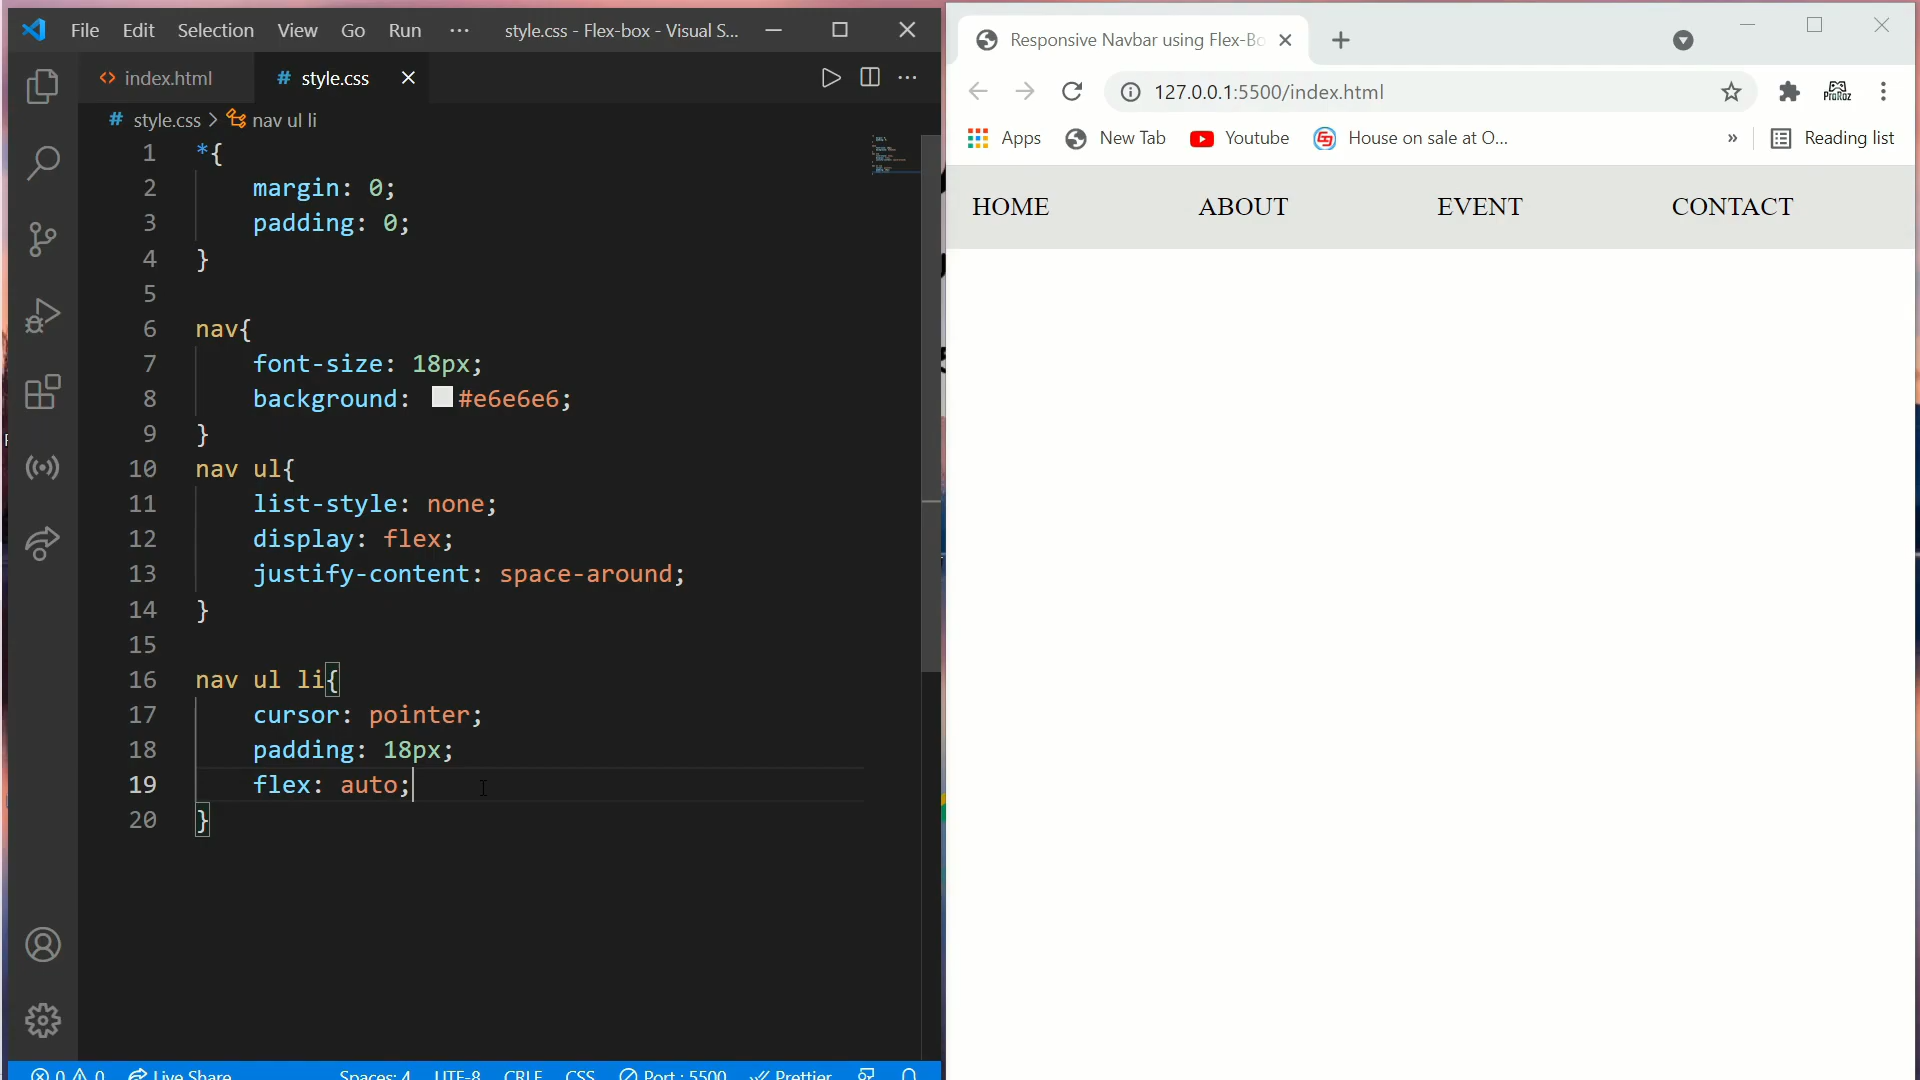 File Edit Selection View Go Run ··· style.css - Flex-box - Visual S...
index.html # style.css
# style.css > nav ul li
1 *{
2 margin: 0;
3 padding: 0;
4 }
5
6 nav{
7 font-size: 18px;
8 background: #e6e6e6;
9 }
10 nav ul{
11 list-style: none;
12 display: flex;
13 justify-content: space-around;
14 }
15
16 nav ul li{
17 cursor: pointer;
18 padding: 18px;
19 flex: auto;
20 }
0 0 Live Share Spaces: 4 UTF-8 CRLF CSS Port : 5500 Prettier
Responsive Navbar using Flex-Bo
127.0.0.1:5500/index.html
Apps New Tab Youtube House on sale at O... » Reading list
HOME ABOUT EVENT CONTACT